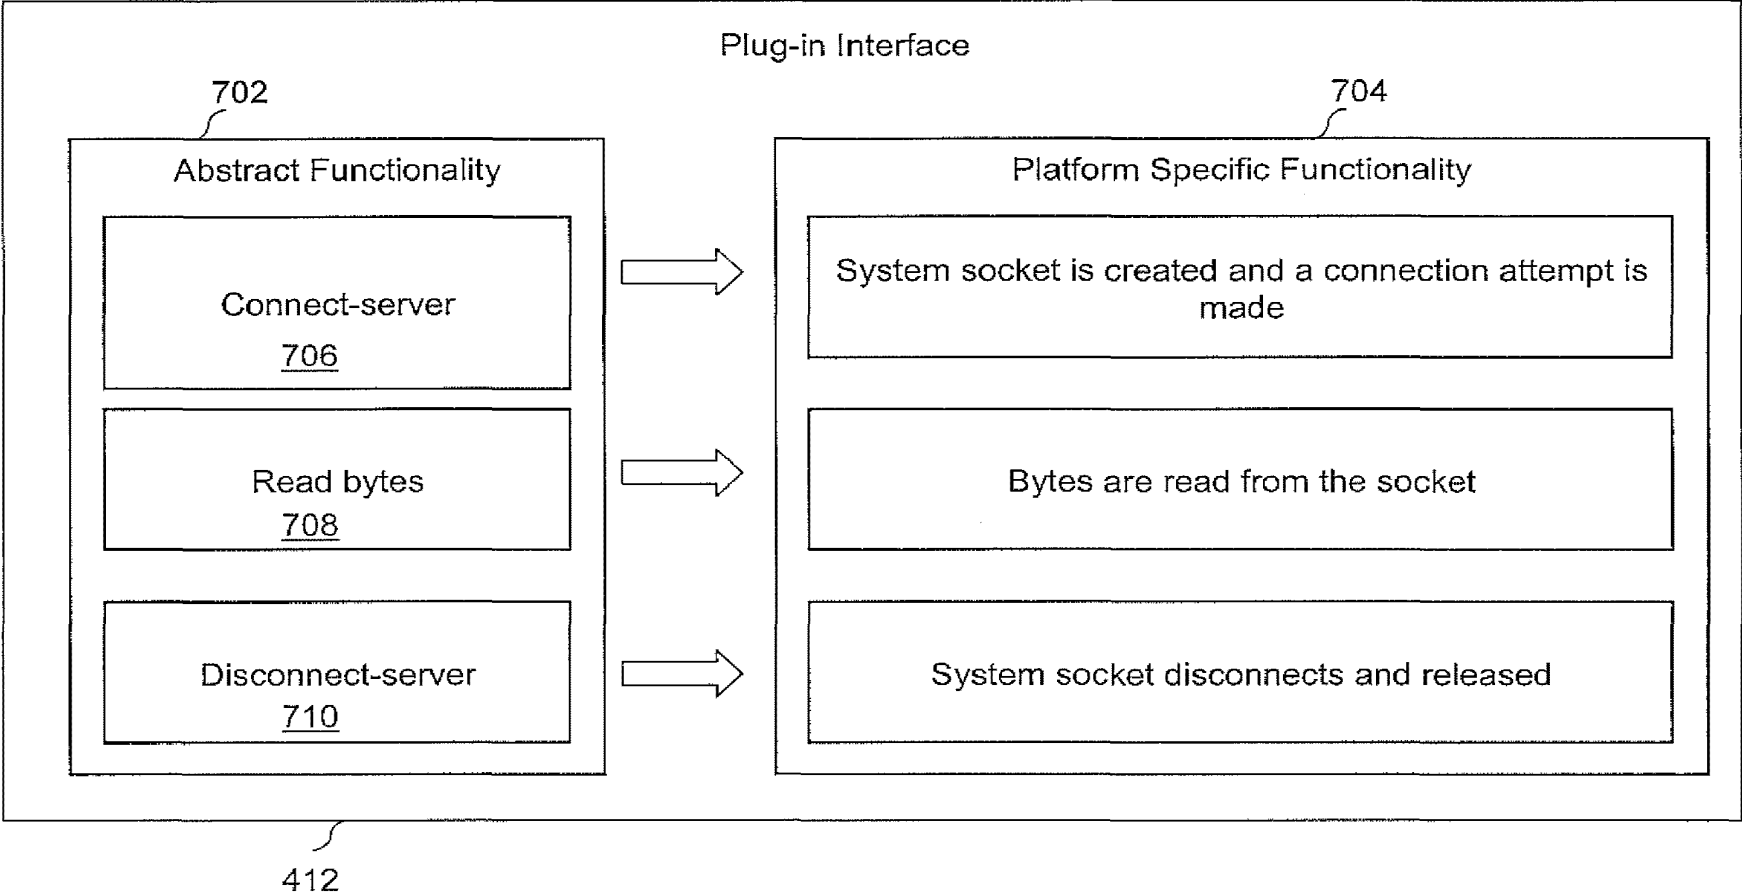 Plug-in Interface
702
704
Abstract Functionality
Connect-server
706
Read bytes
708
Disconnect-server
710
Platform Specific Functionality
System socket is created and a connection attempt is
made
Bytes are read from the socket
System socket disconnects and released
412